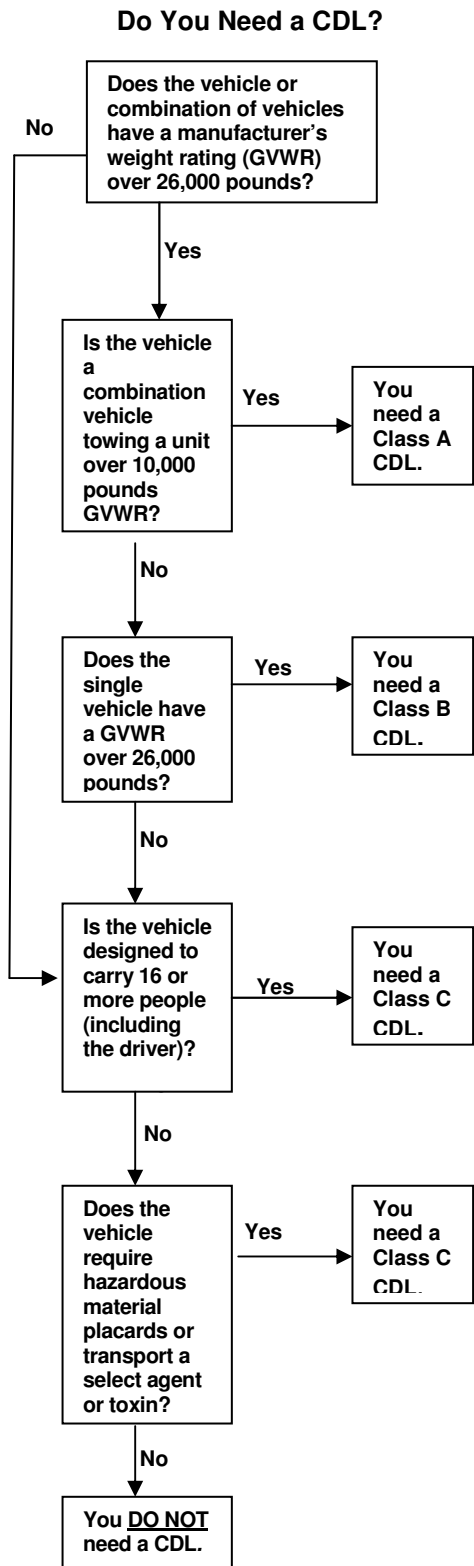 Do You Need a CDL?
Does the vehicle or
combination of vehicles
have a manufacturer's
weight rating (GVWR)
over 26,000 pounds?
No
Yes
Is the vehicle
a
combination
vehicle
towing a unit
over 10,000
pounds
GVWR?
Yes
You
need a
Class A
CDL.
No
Does the
single
vehicle have
a GVWR
over 26,000
pounds?
Yes
You
need a
Class B
CDL.
No
Is the vehicle
designed to
carry 16 or
more people
(including
the driver)?
Yes
You
need a
Class C
CDL.
No
Does the
vehicle
require
hazardous
material
placards or
transport a
select agent
or toxin?
Yes
You
need a
Class C
CDL.
No
You DO NOT
need a CDL.